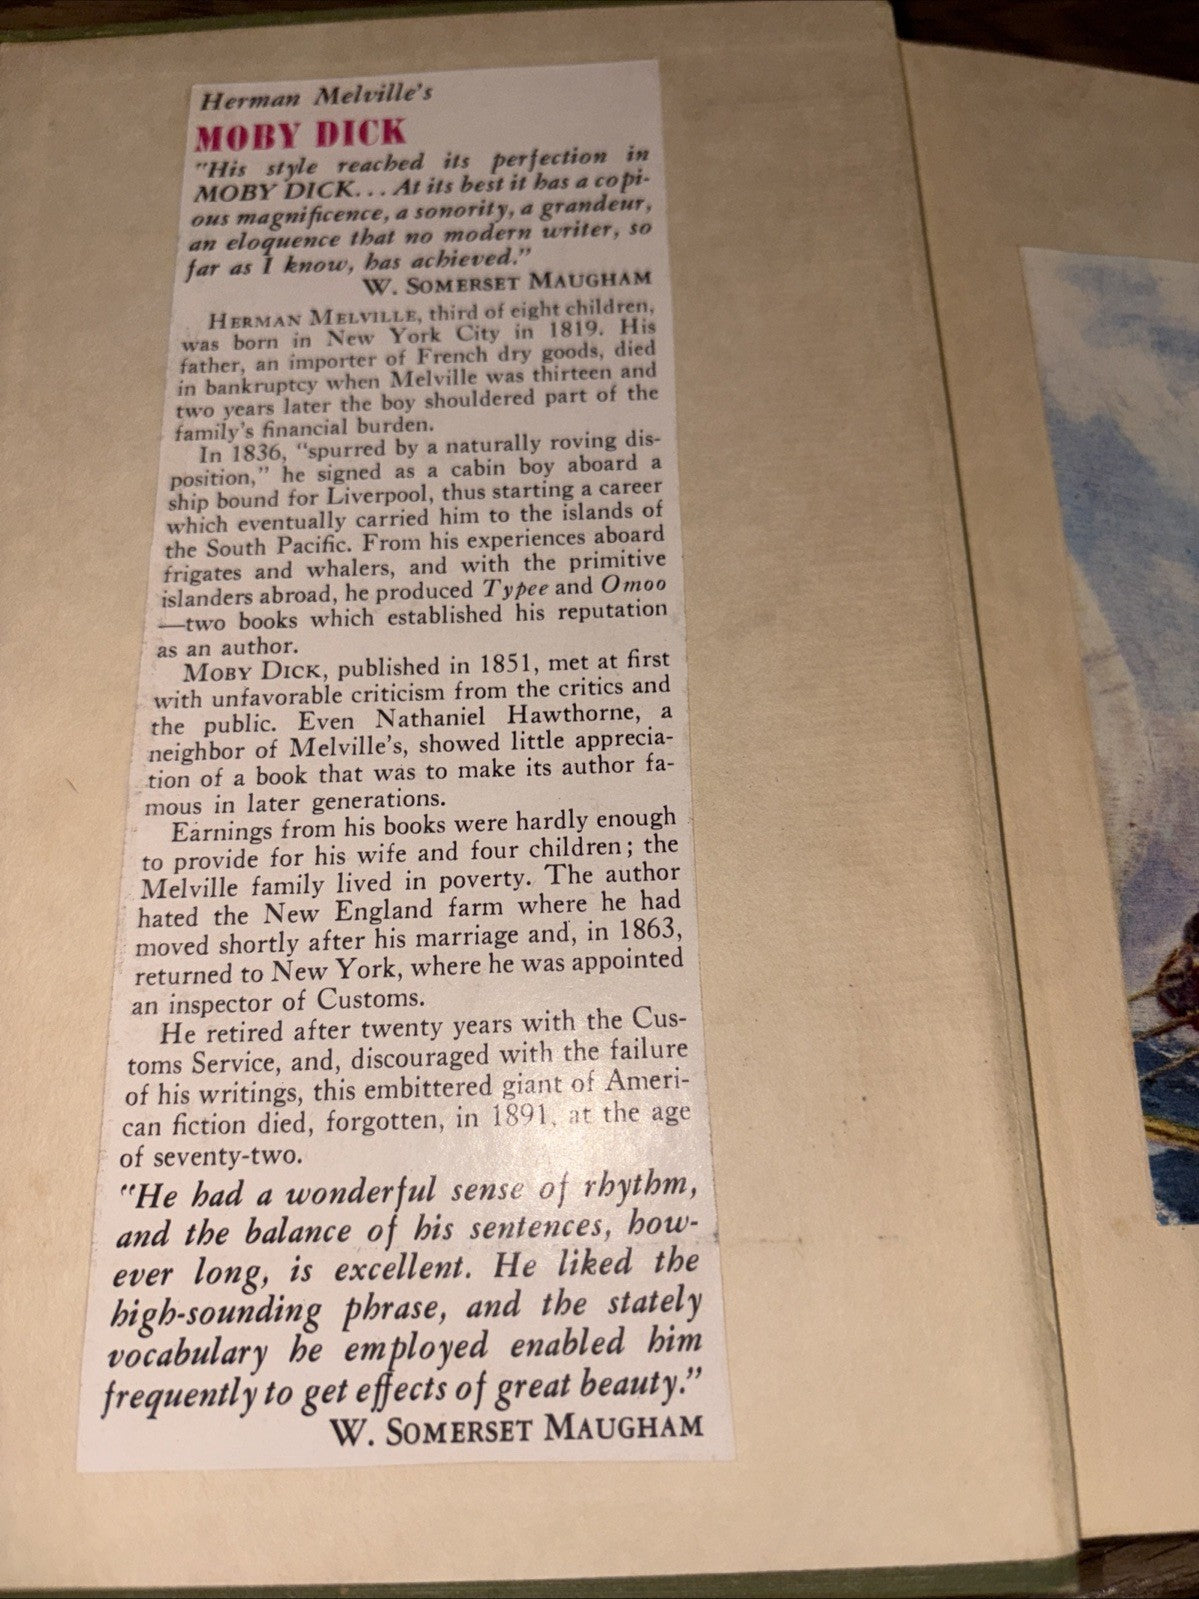 Herman Melville's
MOBY DICK
"His style reached its perfection in
MOBY DICK... At its best it has a copi-
ous magnificence, a sonority, a grandeur,
an eloquence that no modern writer, so
far as I know, has achieved."
W. SOMERSET MAUGHAM
HERMAN MELVILLE, third of eight children,
was born in New York City in 1819. His
father, an importer of French dry goods, died
in bankruptcy when Melville was thirteen and
two years later the boy shouldered part of the
family's financial burden.
In 1836, "spurred by a naturally roving dis-
position," he signed as a cabin boy aboard a
ship bound for Liverpool, thus starting a career
which eventually carried him to the islands of
the South Pacific. From his experiences aboard
frigates and whalers, and with the primitive
islanders abroad, he produced Typee and Omoo
—two books which established his reputation
as an author.
MOBY DICK, published in 1851, met at first
with unfavorable criticism from the critics and
the public. Even Nathaniel Hawthorne, a
neighbor of Melville's, showed little apprecia-
tion of a book that was to make its author fa-
mous in later generations.
Earnings from his books were hardly enough
to provide for his wife and four children; the
Melville family lived in poverty. The author
hated the New England farm where he had
moved shortly after his marriage and, in 1863,
returned to New York, where he was appointed
an inspector of Customs.
He retired after twenty years with the Cus-
toms Service, and, discouraged with the failure
of his writings, this embittered giant of Ameri-
can fiction died, forgotten, in 1891, at the age
of seventy-two.
"He had a wonderful sense of rhythm,
and the balance of his sentences, how-
ever long, is excellent. He liked the
high-sounding phrase, and the stately
vocabulary he employed enabled him
frequently to get effects of great beauty."
W. SOMERSET MAUGHAM